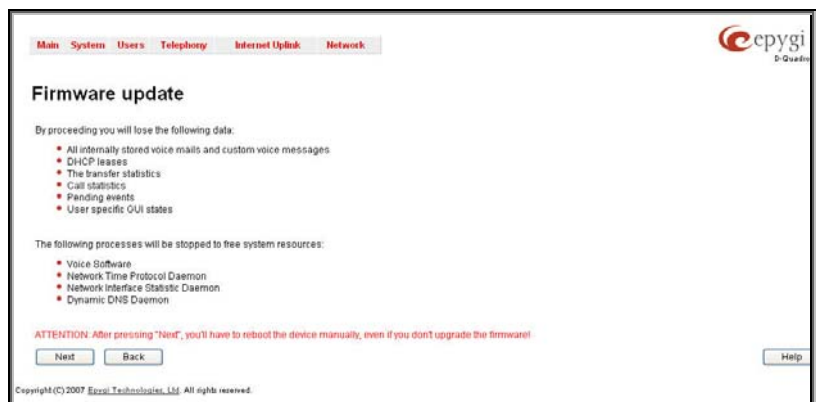 Main System Users Telephony Internet Uplink Network
epygi
D-Quadro
Firmware update
By proceeding you will lose the following data:
All internally stored voice mails and custom voice messages
DHCP leases
The transfer statistics
Call statistics
Pending events
User specific GUI states
The following processes will be stopped to free system resources:
Voice Software
Network Time Protocol Daemon
Network Interface Statistic Daemon
Dynamic DNS Daemon
ATTENTION: After pressing "Next", you'll have to reboot the device manually, even if you don't upgrade the firmware!
Next Back Help
Copyright (C) 2007 Epygi Technologies, Ltd. All rights reserved.